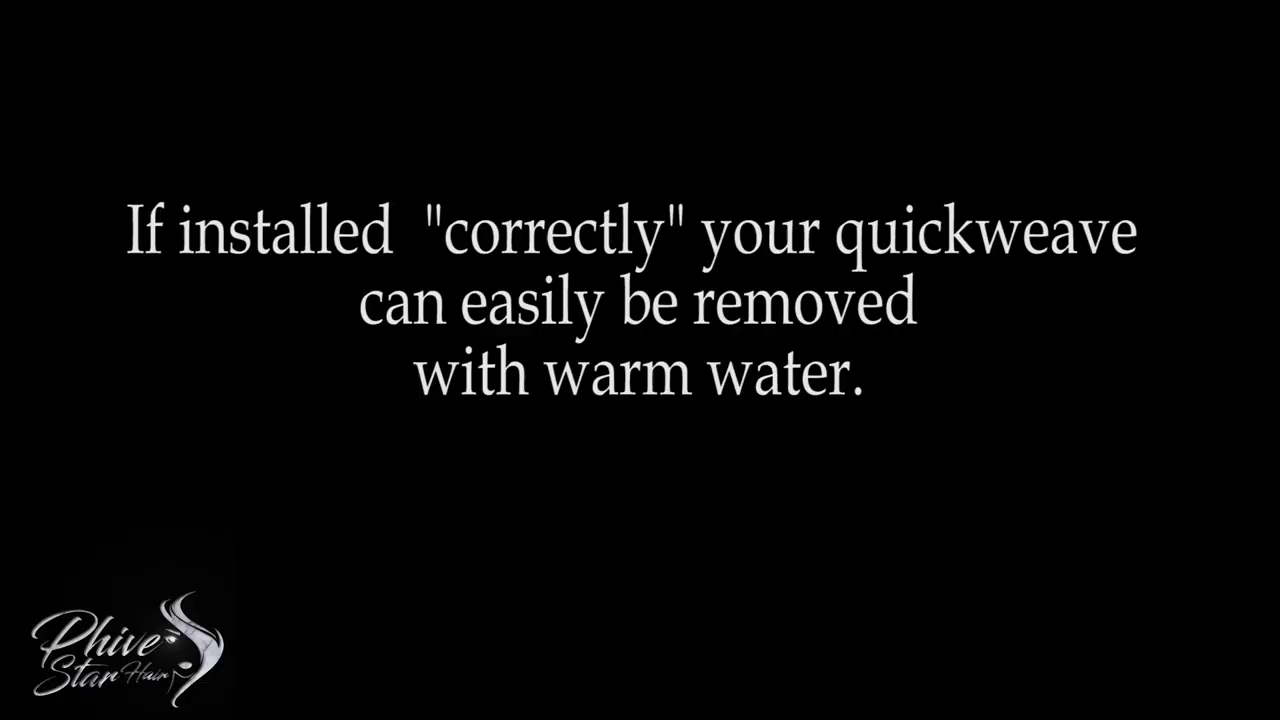 If installed  "correctly" your quickweave
can easily be removed
with warm water.
Phive
Star Hair